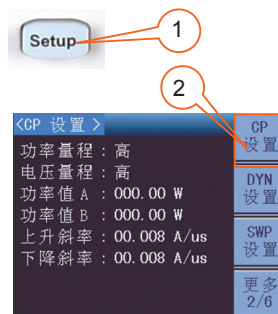 Setup
1
2
<CP 设置>
功率量程：高
电压量程：高
功率值 A：000.00 W
功率值 B：000.00 W
上升斜率：00.008 A/us
下降斜率：00.008 A/us
CP
设置
DYN
设置
SWP
设置
更多
2/6